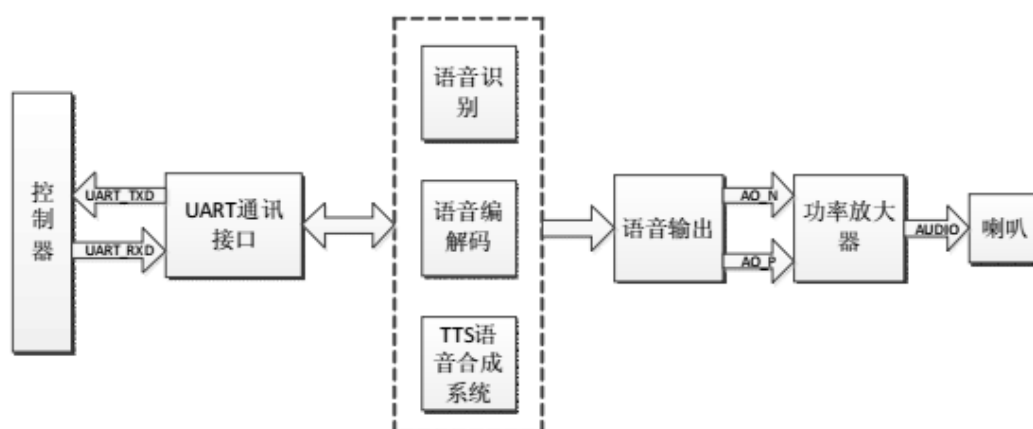 控
制
器
UART_TXD
UART_RXD
UART通讯
接口
语音识
别
语音编
解码
TTS语
音合成
系统
语音输出
AO_N
AO_P
功率放大
器
AUDIO
喇叭